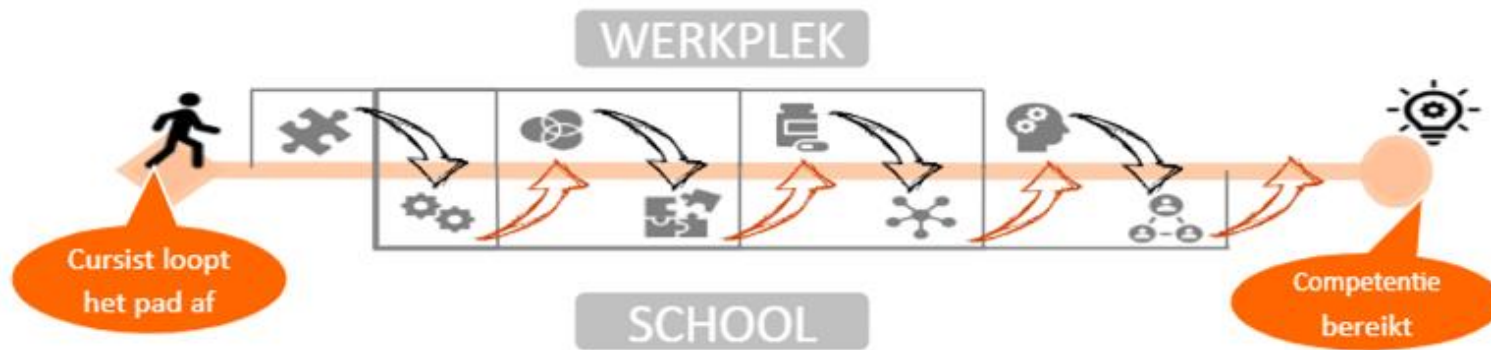 WERKPLEK
Cursist loopt
het pad af
Competentie
bereikt
SCHOOL